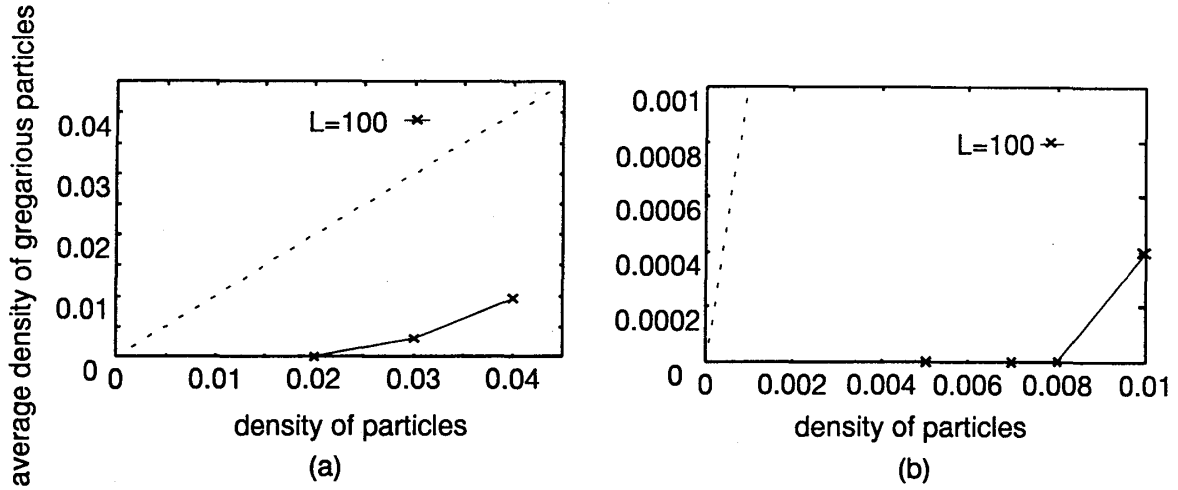 average density of gregarious particles
0.04
0.03
0.02
0.01
0
0 0.01 0.02 0.03 0.04
L=100
density of particles
(a)
0.001
0.0008
0.0006
0.0004
0.0002
0
0 0.002 0.004 0.006 0.008 0.01
L=100
density of particles
(b)